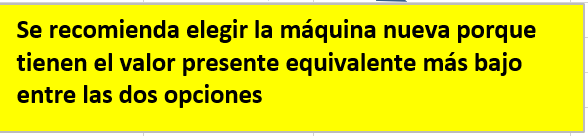 Se recomienda elegir la máquina nueva porque
tienen el valor presente equivalente más bajo
entre las dos opciones